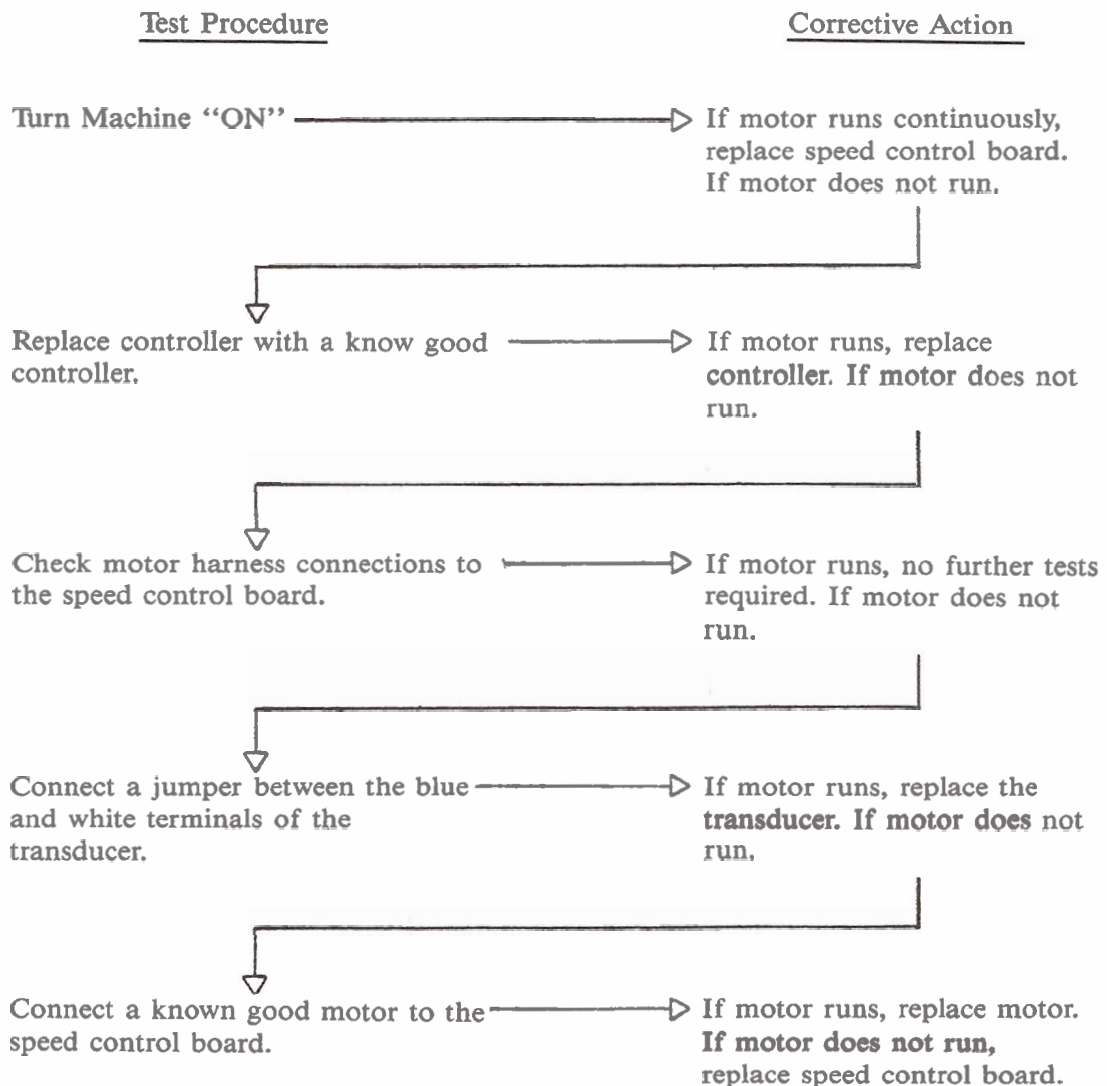 Test Procedure
Corrective Action
Turn Machine “ON”
If motor runs continuously,
replace speed control board.
If motor does not run.
Replace controller with a know good
controller.
If motor runs, replace
controller. If motor does not
run.
Check motor harness connections to
the speed control board.
If motor runs, no further tests
required. If motor does not
run.
Connect a jumper between the blue
and white terminals of the
transducer.
If motor runs, replace the
transducer. If motor does not
run.
Connect a known good motor to the
speed control board.
If motor runs, replace motor.
If motor does not run,
replace speed control board.